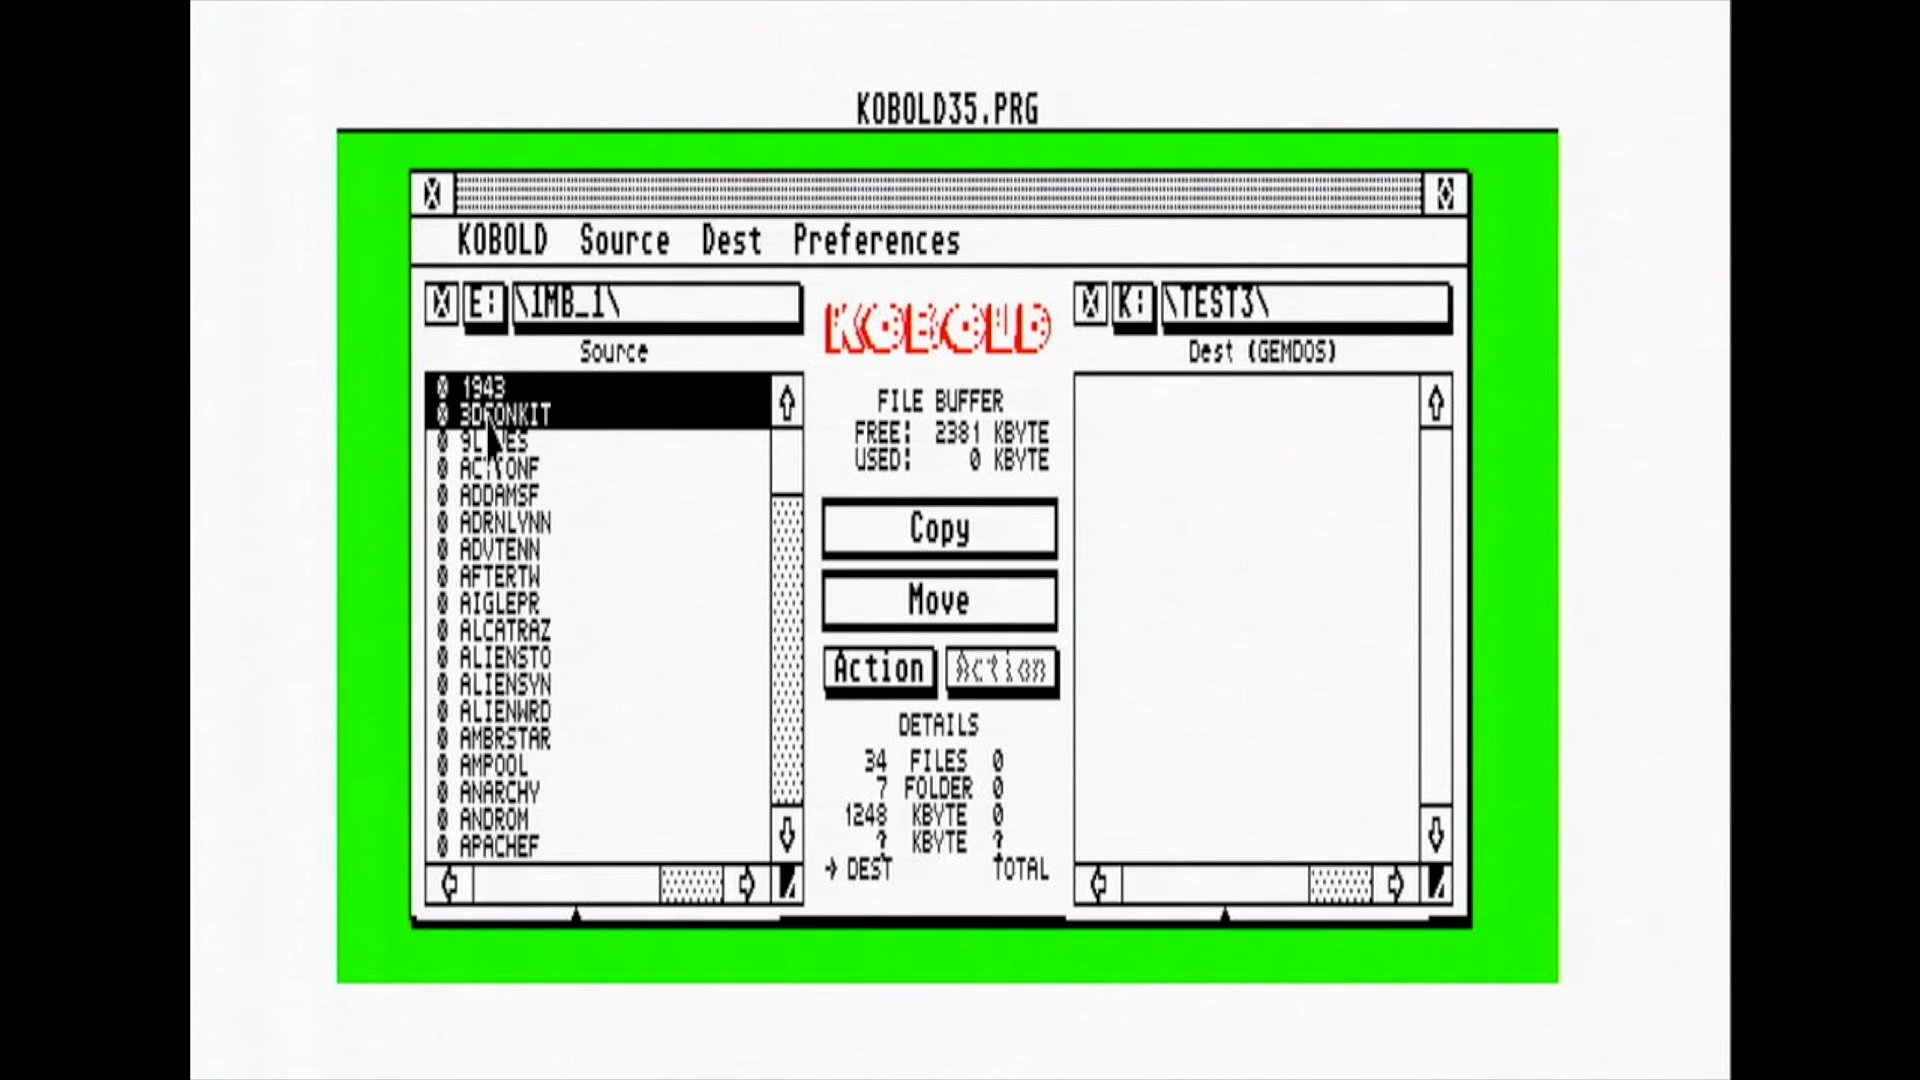 KOBOLD35.PRG
KOBOLD Source Dest Preferences
E: \1MB_1\
Source
1943
3DCONKIT
ACTIONF
ADDAMSF
ADRNLYNN
ADVTENN
AFTERTW
AIGLEPR
ALCATRAZ
ALIENSTO
ALIENSYN
ALIENWRD
AMBRSTAR
AMPOOL
ANARCHY
ANDROM
APACHEF
KOBOLD
FILE BUFFER
FREE: 2381 KBYTE
USED: 0 KBYTE
Copy
Move
Action Action
DETAILS
34 FILES 0
7 FOLDER 0
1248 KBYTE 0
? KBYTE ?
→ DEST TOTAL
K: \TEST3\
Dest (GEMDOS)